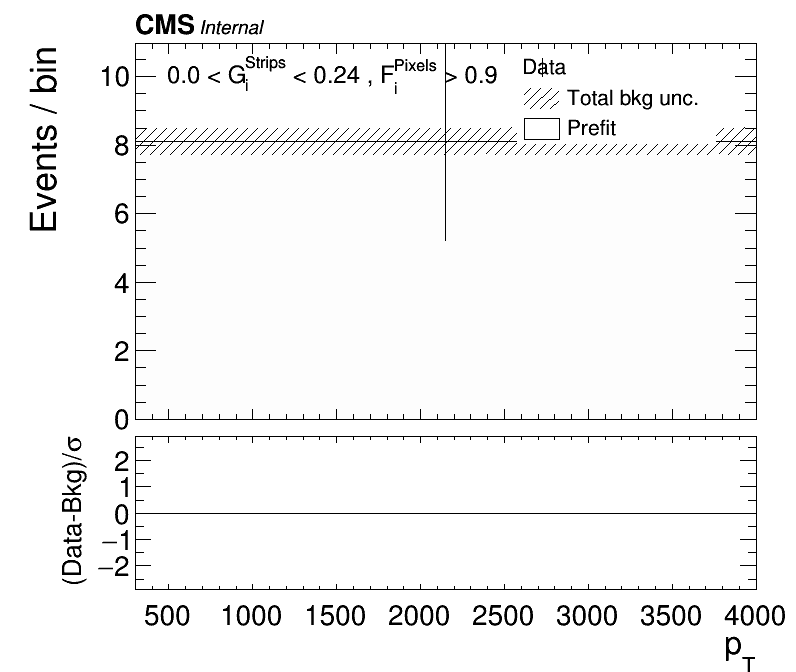 CMS Internal
0.0 < G_i^Strips < 0.24 , F_i^Pixels > 0.9
Data
Total bkg unc.
Prefit
Events / bin
10
8
6
4
2
0
(Data-Bkg)/σ
2
1
0
−1
−2
500 1000 1500 2000 2500 3000 3500 4000
p_T